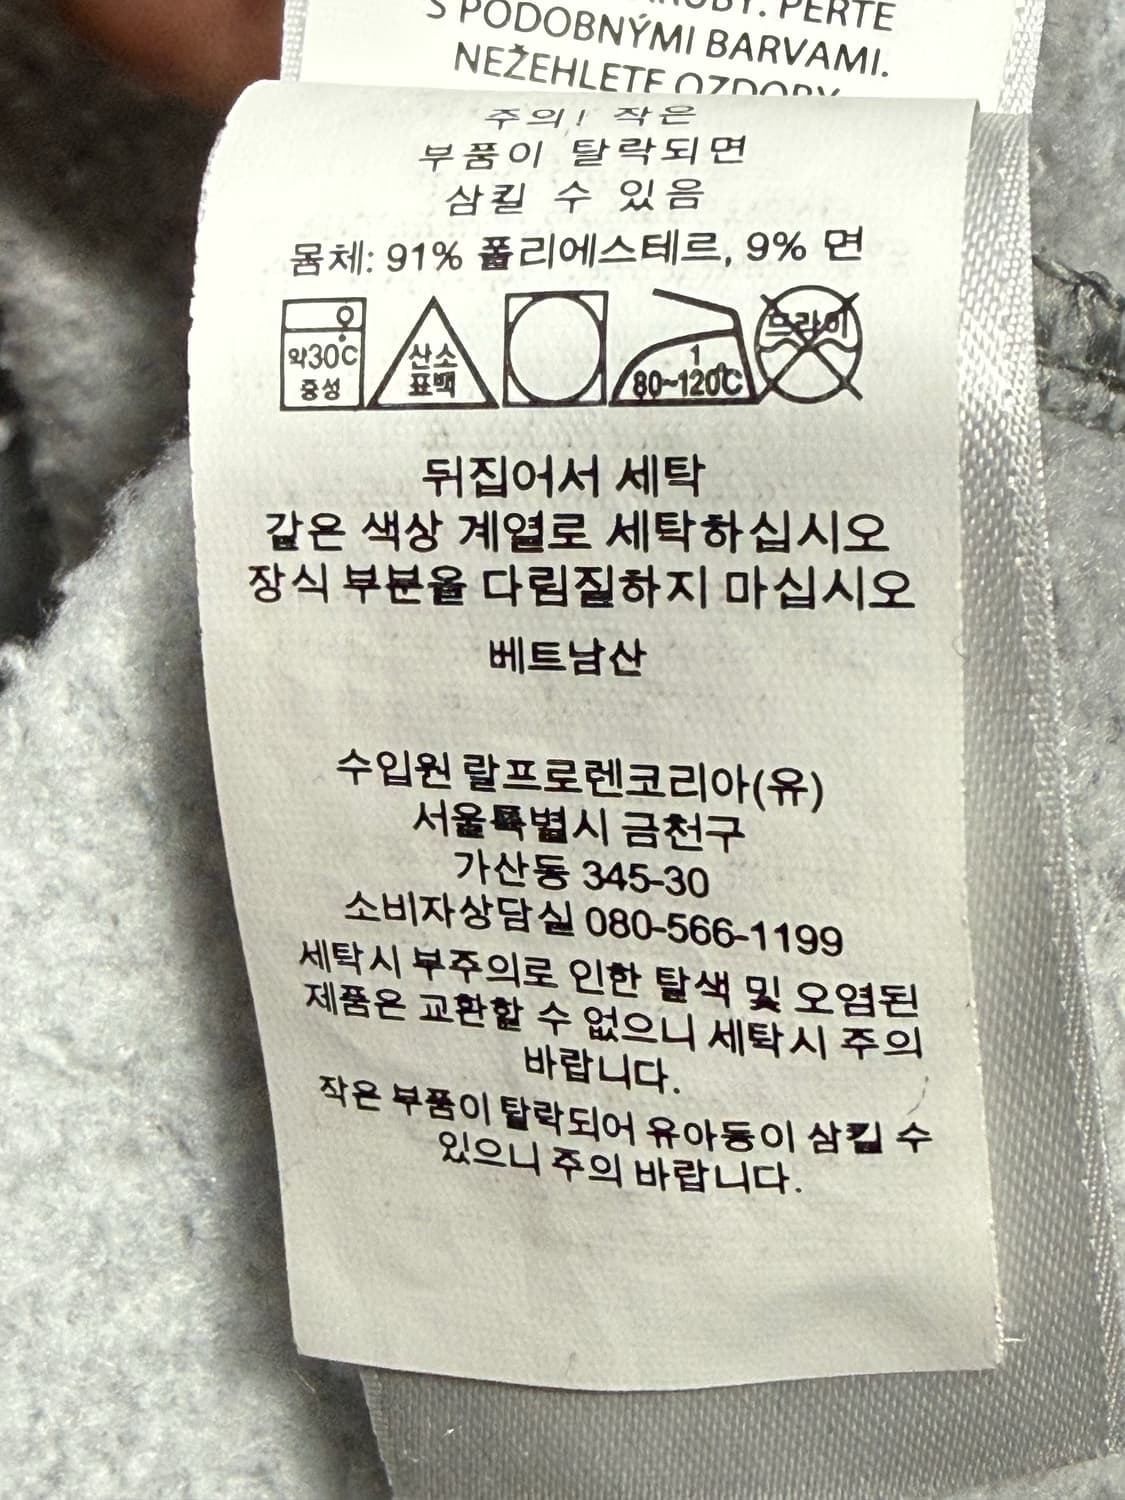 PERTE
S PODOBNÝMI BARVAMI.
NEŽEHLETE OZDOBY
주의! 작은
부품이 탈락되면
삼킬 수 있음
몸체: 91% 폴리에스테르, 9% 면
약30℃
중성
산소
표백
1
80~120℃
드라이
뒤집어서 세탁
같은 색상 계열로 세탁하십시오
장식 부분을 다림질하지 마십시오
베트남산
수입원 랄프로렌코리아(유)
서울특별시 금천구
가산동 345-30
소비자상담실 080-566-1199
세탁시 부주의로 인한 탈색 및 오염된
제품은 교환할 수 없으니 세탁시 주의
바랍니다.
작은 부품이 탈락되어 유아동이 삼킬 수
있으니 주의 바랍니다.